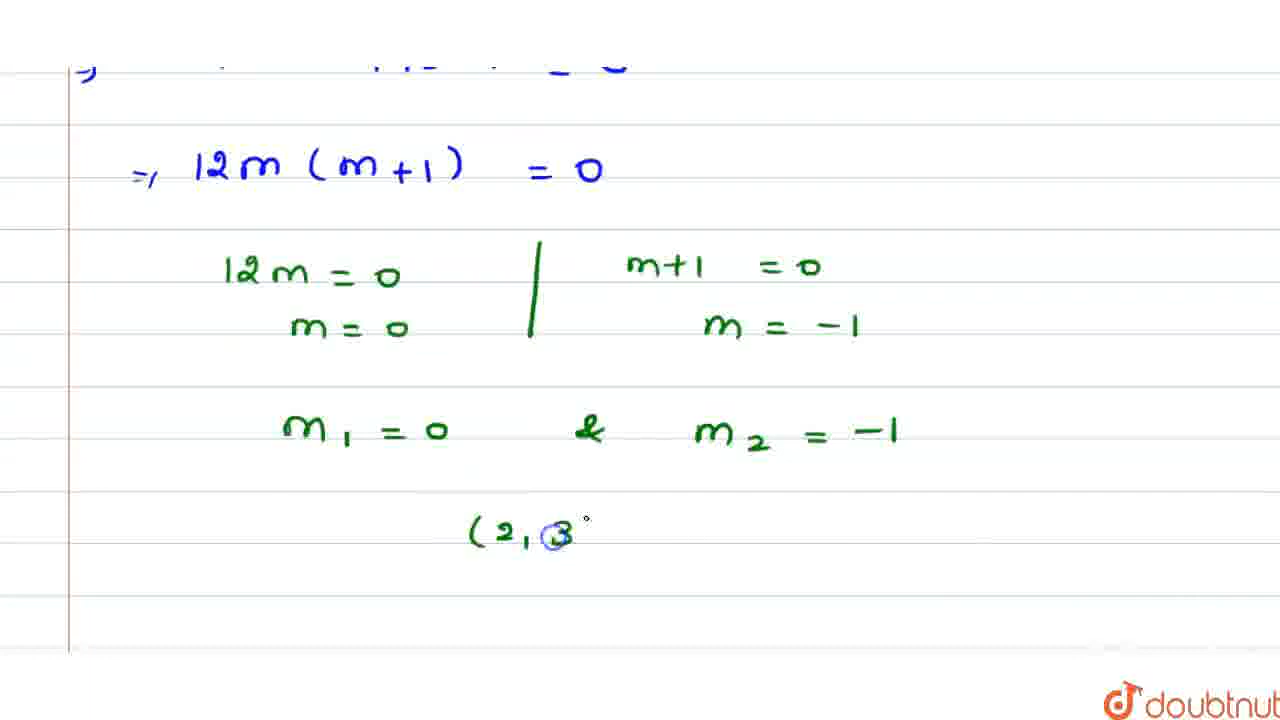 => 12m (m+1) = 0
12m = 0 | m+1 = 0
m = 0 m = -1
m₁ = 0 & m₂ = -1
(2, 3
doubtnut